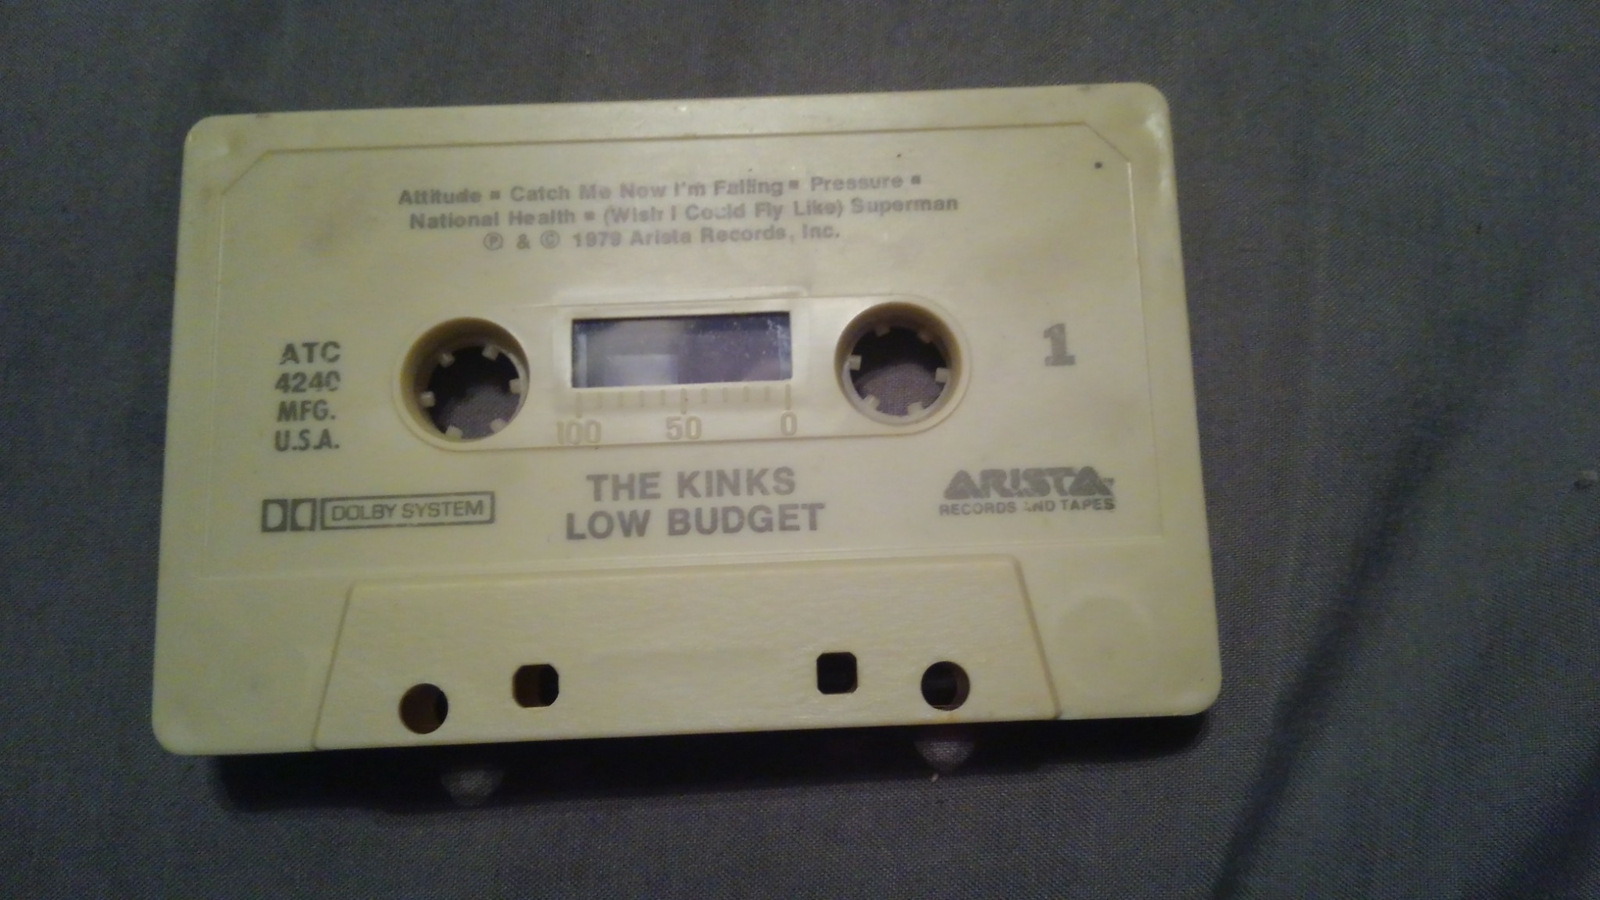 Attitude ▪ Catch Me Now I'm Falling ▪ Pressure ▪
National Health ▪ (Wish I Could Fly Like) Superman
Ⓟ & © 1979 Arista Records, Inc.
ATC
4240
MFG.
U.S.A.
1
100 50 0
DOLBY SYSTEM
THE KINKS
LOW BUDGET
ARISTA
RECORDS AND TAPES